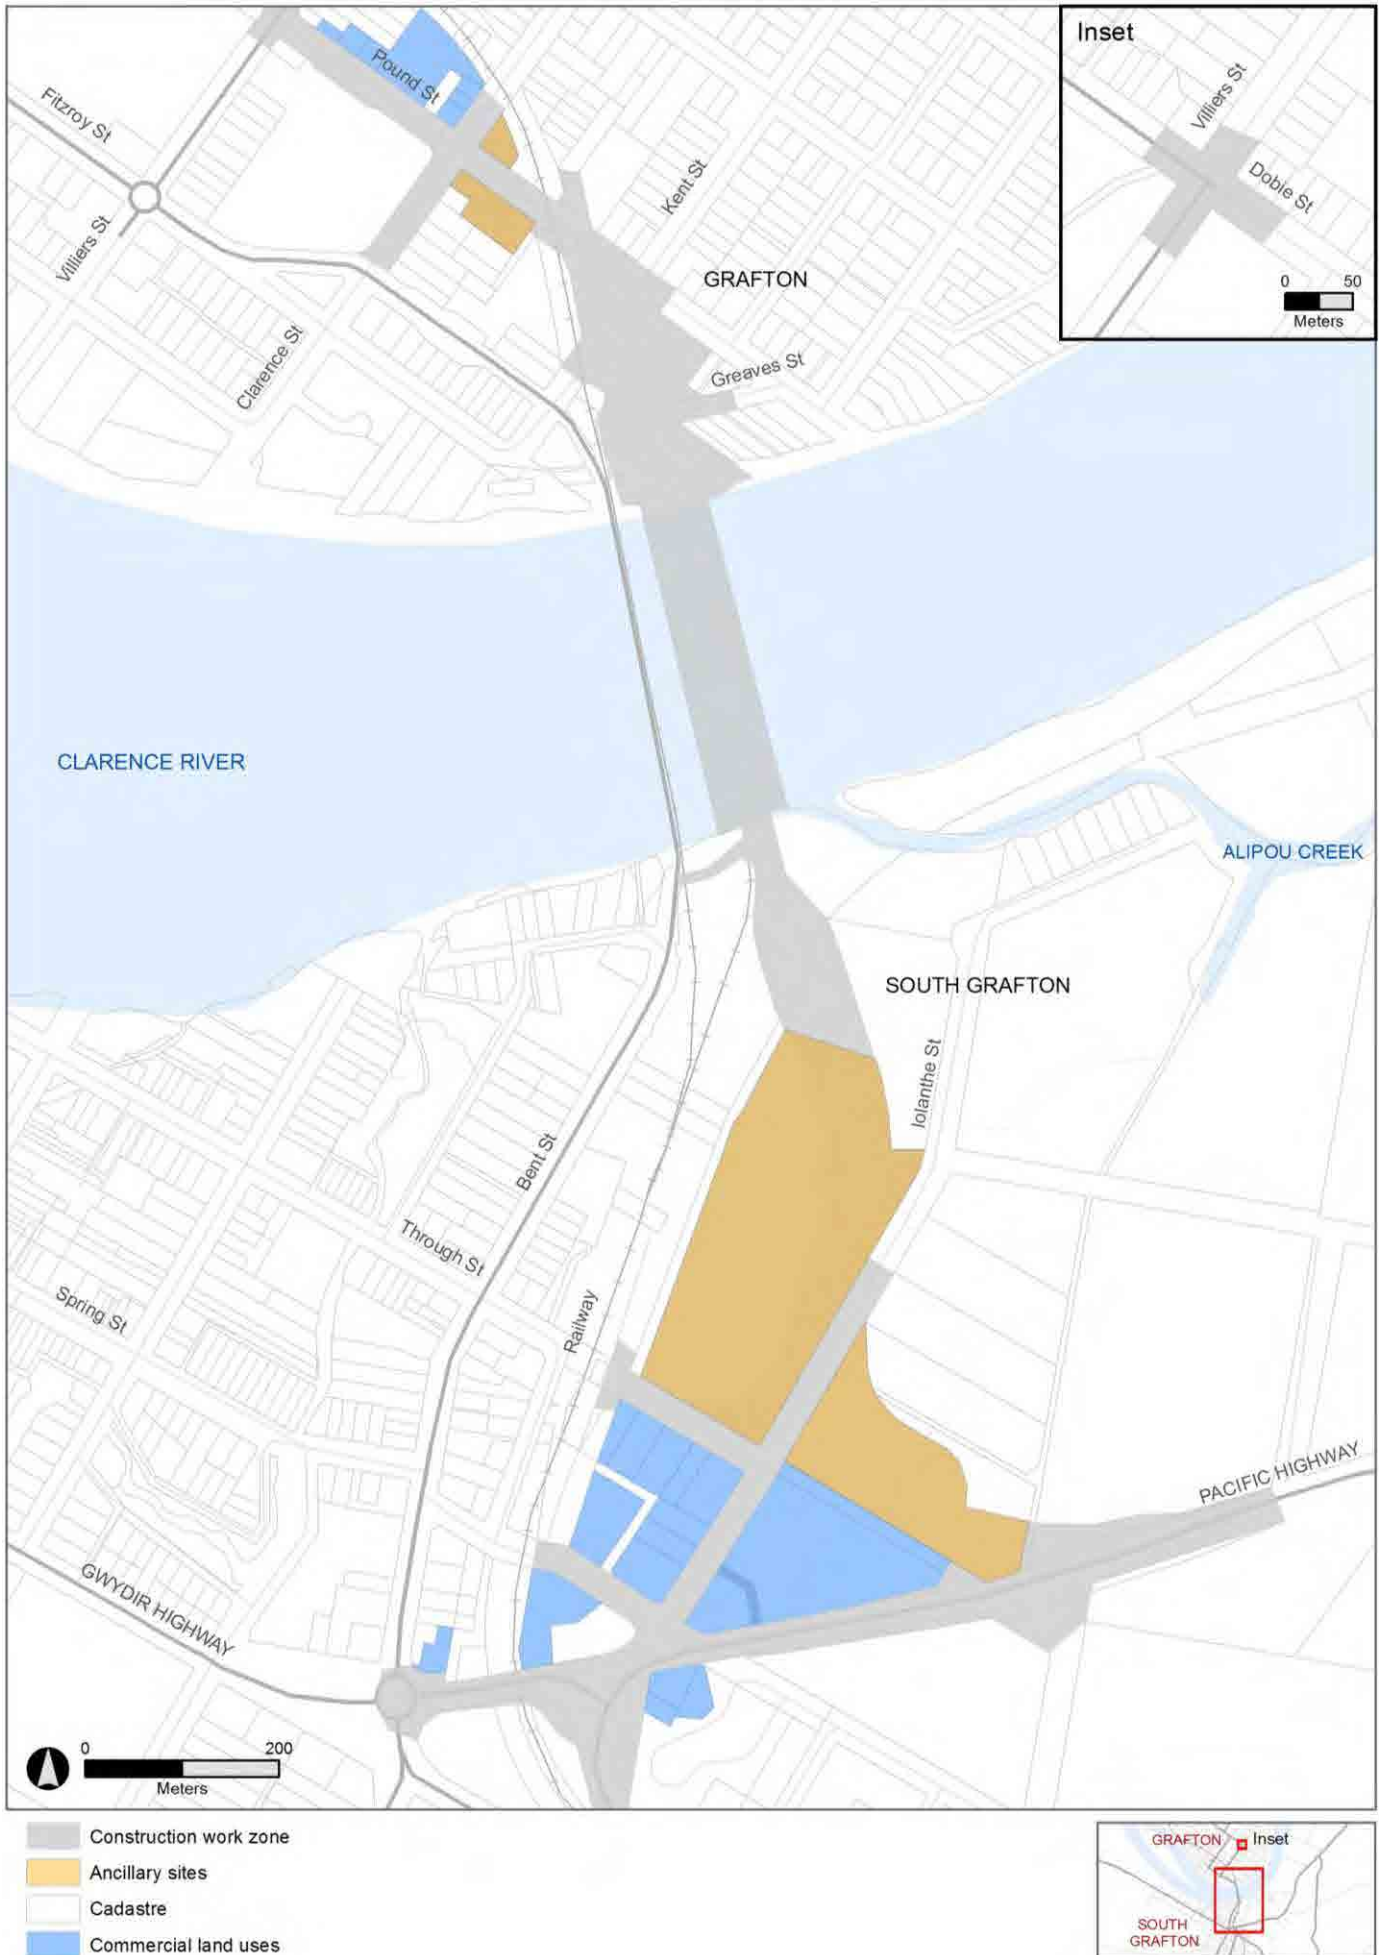 Inset
Villiers St
Dobie St
0 50
Meters
Pound St
Fitzroy St
Villiers St
Kent St
GRAFTON
Clarence St
Greaves St
CLARENCE RIVER
ALIPOU CREEK
SOUTH GRAFTON
Iolanthe St
Bent St
Through St
Spring St
Railway
PACIFIC HIGHWAY
GWYDIR HIGHWAY
0 200
Meters
Construction work zone
Ancillary sites
Cadastre
Commercial land uses
GRAFTON
Inset
SOUTH
GRAFTON